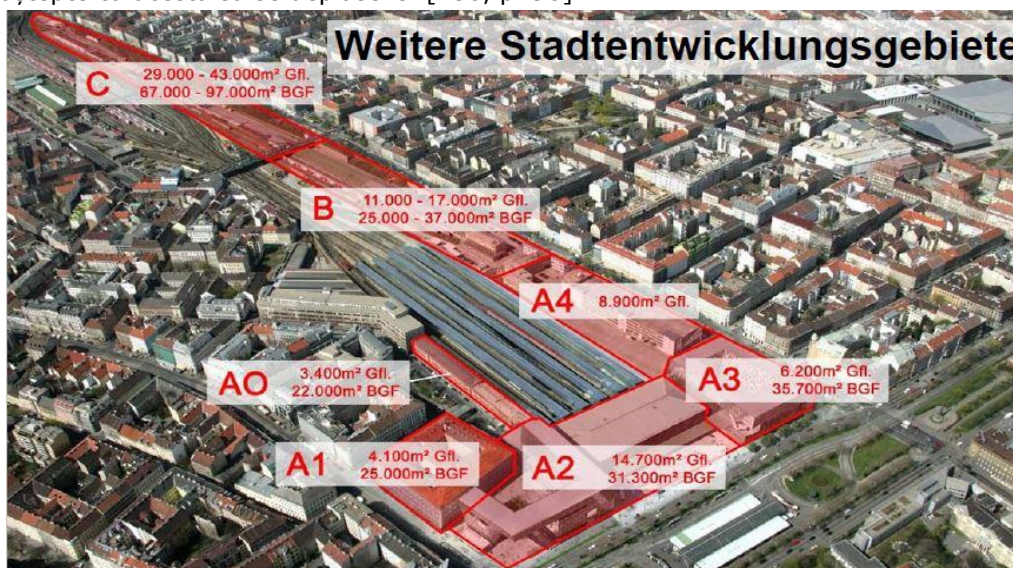 Weitere Stadtentwicklungsgebiete
C
29.000 - 43.000m² Gfl.
67.000 - 97.000m² BGF
B
11.000 - 17.000m² Gfl.
25.000 - 37.000m² BGF
A4
8.900m² Gfl.
AO
3.400m² Gfl.
22.000m² BGF
A3
6.200m² Gfl.
35.700m² BGF
A1
4.100m² Gfl.
25.000m² BGF
A2
14.700m² Gfl.
31.300m² BGF